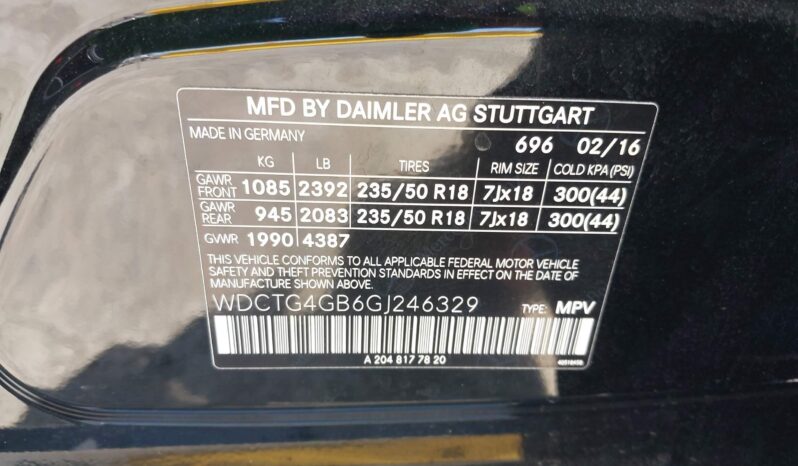 MFD BY DAIMLER AG STUTTGART
MADE IN GERMANY 696 02/16
KG LB TIRES RIM SIZE COLD KPA (PSI)
GAWR FRONT 1085 2392 235/50 R18 7Jx18 300(44)
GAWR REAR 945 2083 235/50 R18 7Jx18 300(44)
GVWR 1990 4387
THIS VEHICLE CONFORMS TO ALL APPLICABLE FEDERAL MOTOR VEHICLE
SAFETY AND THEFT PREVENTION STANDARDS IN EFFECT ON THE DATE OF
MANUFACTURE SHOWN ABOVE.
WDCTG4GB6GJ246329 TYPE: MPV
A 204 817 78 20